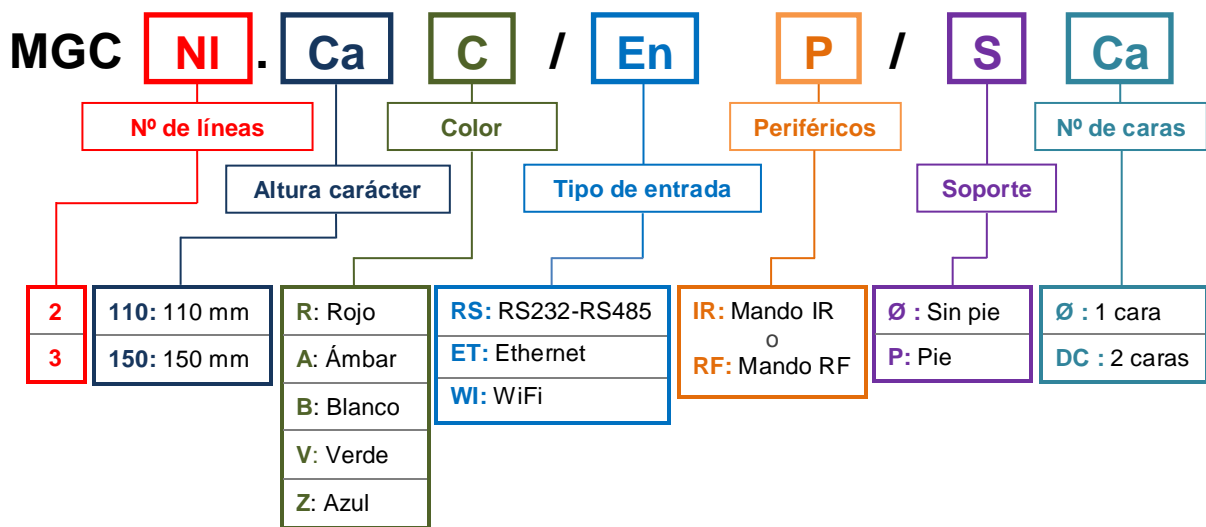 MGC NI . Ca C / En P / S Ca
Nº de líneas
Color
Periféricos
Nº de caras
Altura carácter
Tipo de entrada
Soporte
2
3
110: 110 mm
150: 150 mm
R: Rojo
A: Ámbar
B: Blanco
V: Verde
Z: Azul
RS: RS232-RS485
ET: Ethernet
WI: WiFi
IR: Mando IR
o
RF: Mando RF
Ø : Sin pie
P: Pie
Ø : 1 cara
DC : 2 caras